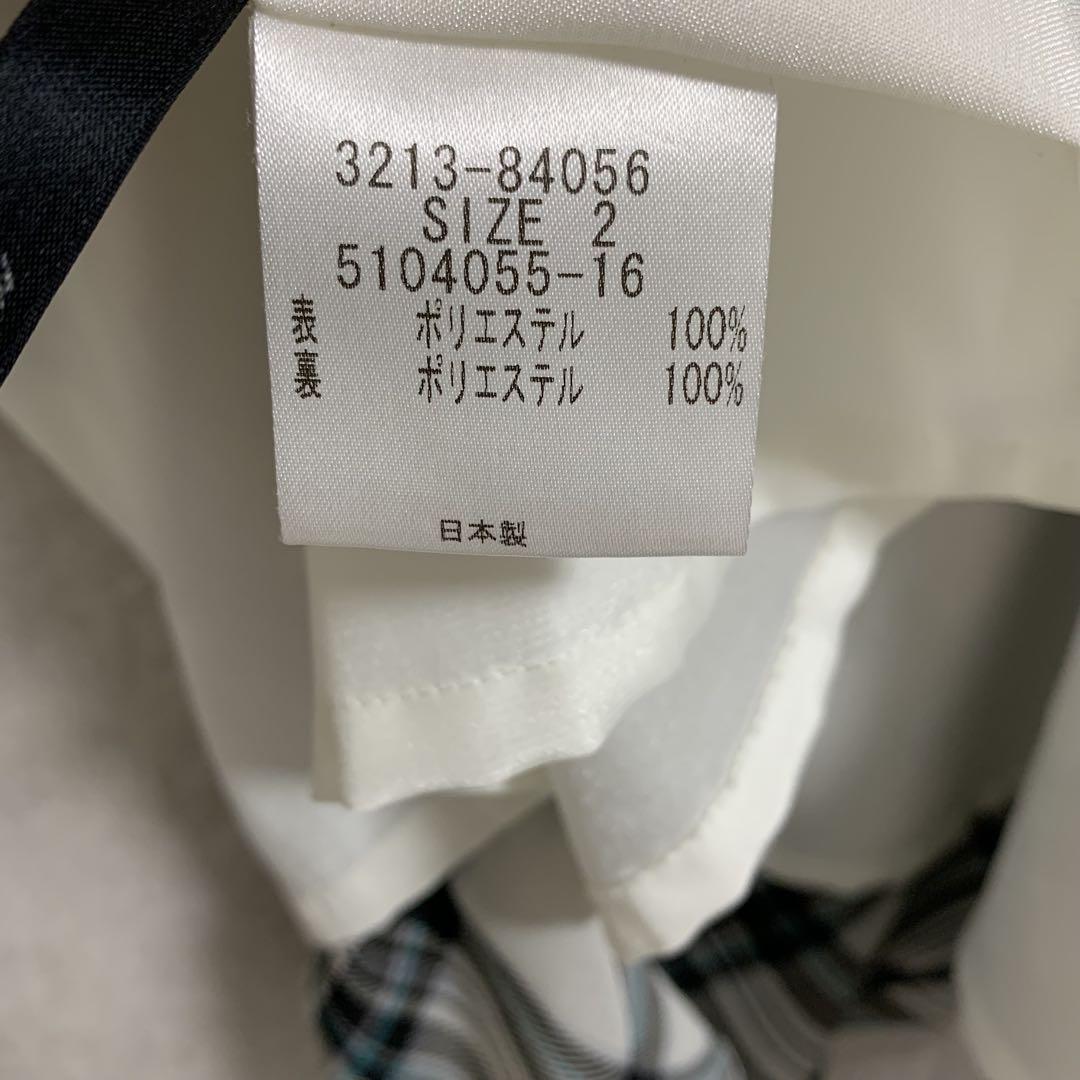 3213-84056
SIZE 2
5104055-16
表 ポリエステル 100%
裏 ポリエステル 100%
日本製